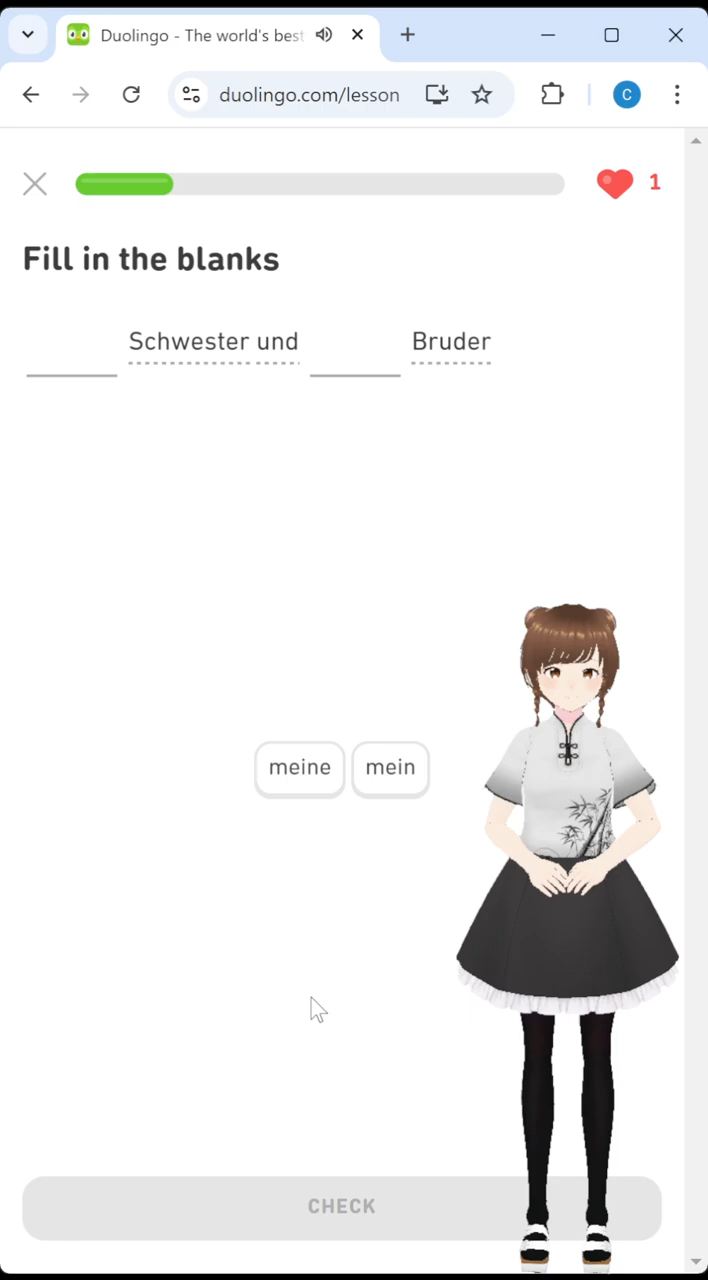 Duolingo - The world's best
duolingo.com/lesson
C
1
Fill in the blanks
Schwester und Bruder
meine mein
CHECK